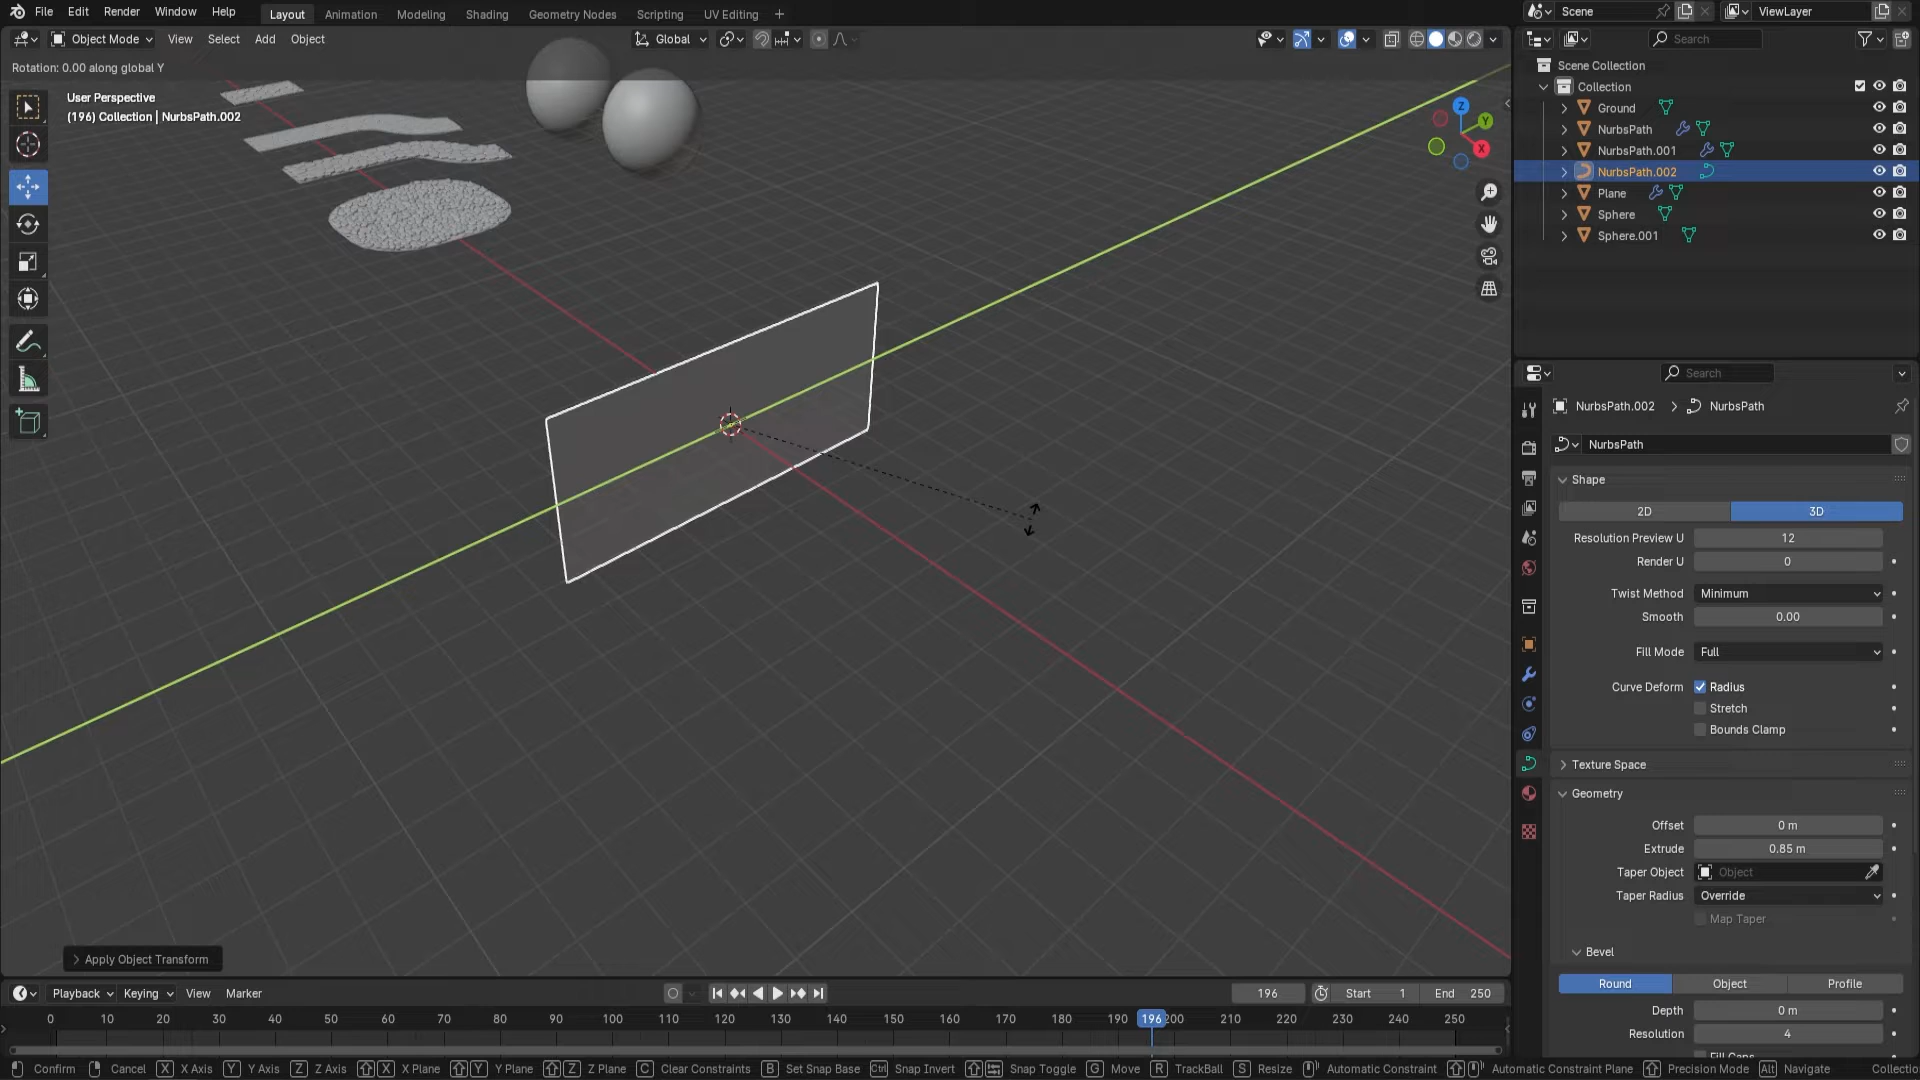 File Edit Render Window Help Layout Animation Modeling Shading Geometry Nodes Scripting UV Editing + Scene ViewLayer
Object Mode View Select Add Object Global Search
Rotation: 0.00 along global Y
User Perspective
(196) Collection | NurbsPath.002
Z
Y
X
Scene Collection
Collection
Ground
NurbsPath
NurbsPath.001
NurbsPath.002
Plane
Sphere
Sphere.001
Search
NurbsPath.002 > NurbsPath
NurbsPath
Shape
2D 3D
Resolution Preview U 12
Render U 0
Twist Method Minimum
Smooth 0.00
Fill Mode Full
Curve Deform Radius
Stretch
Bounds Clamp
Texture Space
Geometry
Offset 0 m
Extrude 0.85 m
Taper Object Object
Taper Radius Override
Map Taper
Bevel
Round Object Profile
Depth 0 m
Resolution 4
Fill Caps
Apply Object Transform
Playback Keying View Marker 196 Start 1 End 250
0 10 20 30 40 50 60 70 80 90 100 110 120 130 140 150 160 170 180 190 196 200 210 220 230 240 250
Confirm Cancel X X Axis Y Y Axis Z Z Axis X X Plane Y Y Plane Z Z Plane C Clear Constraints B Set Snap Base Ctrl Snap Invert Snap Toggle G Move R TrackBall S Resize Automatic Constraint Automatic Constraint Plane Precision Mode Alt Navigate Collectio